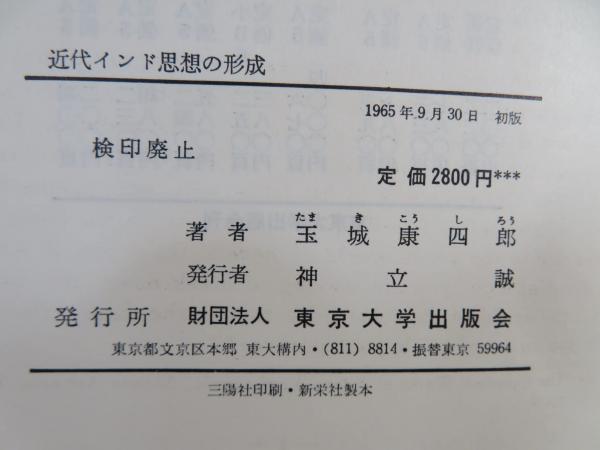 近代インド思想の形成
1965年9月30日 初版
検印廃止
定価2800円***
たま き こう し ろう
著者 玉城康四郎
発行者 神立誠
発行所 財団法人 東京大学出版会
東京都文京区本郷 東大構内・(811) 8814・振替東京 59964
三陽社印刷・新栄社製本